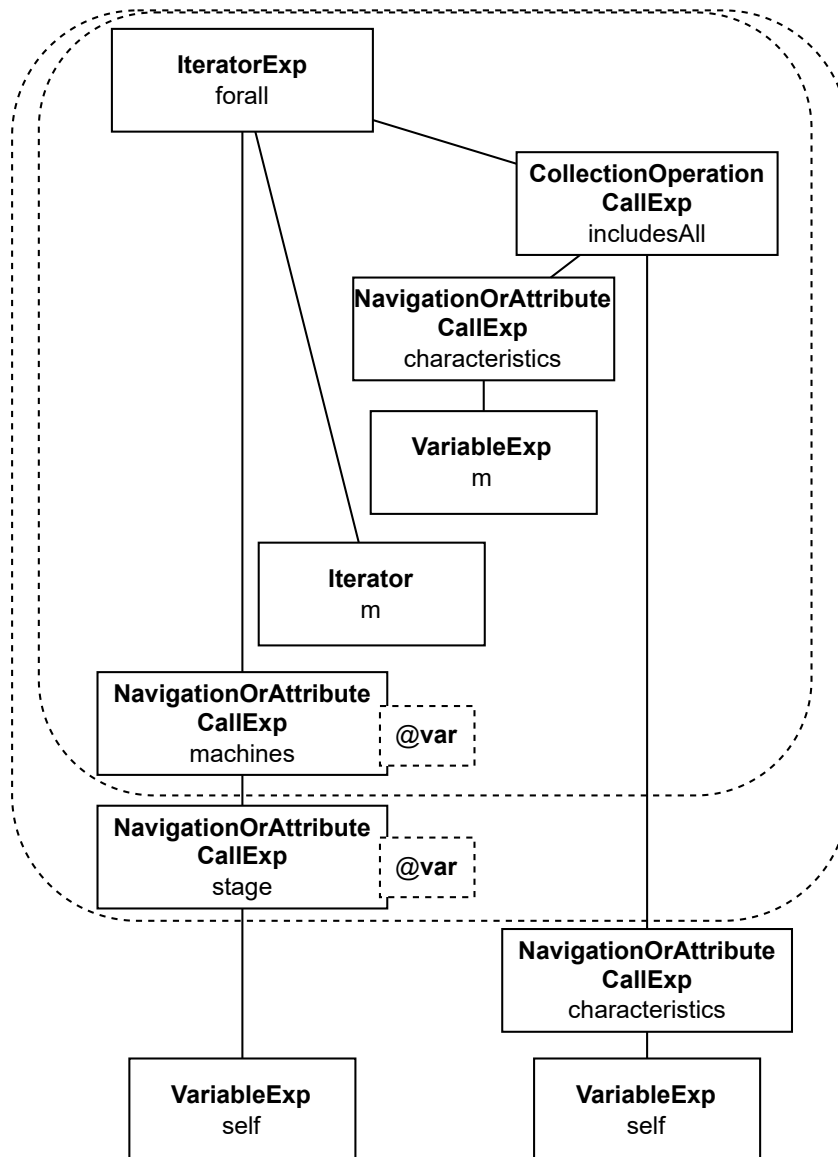 IteratorExp
forall
CollectionOperation
CallExp
includesAll
NavigationOrAttribute
CallExp
characteristics
VariableExp
m
Iterator
m
NavigationOrAttribute
CallExp
machines
@var
NavigationOrAttribute
CallExp
stage
@var
NavigationOrAttribute
CallExp
characteristics
VariableExp
self
VariableExp
self